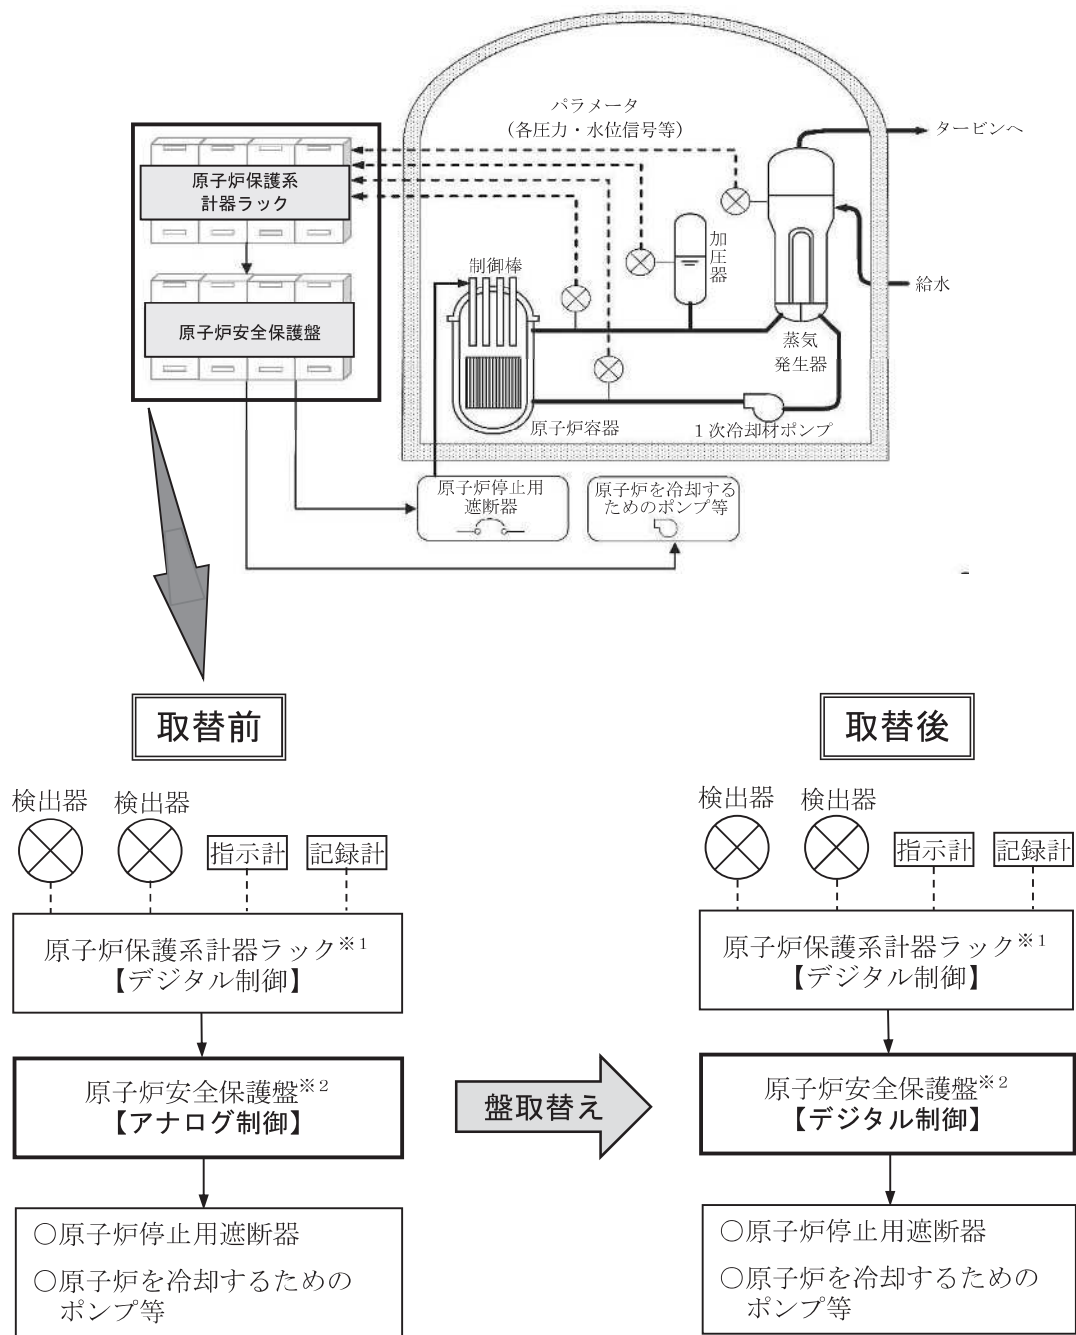 パラメータ
（各圧力・水位信号等）
タービンへ
原子炉保護系
計器ラック
加圧器
制御棒
給水
原子炉安全保護盤
蒸気
発生器
原子炉容器
１次冷却材ポンプ
原子炉停止用
遮断器
原子炉を冷却する
ためのポンプ等
取替前
検出器
検出器
指示計
記録計
原子炉保護系計器ラック※１
【デジタル制御】
原子炉安全保護盤※２
【アナログ制御】
○原子炉停止用遮断器
○原子炉を冷却するための
ポンプ等
盤取替え
取替後
検出器
検出器
指示計
記録計
原子炉保護系計器ラック※１
【デジタル制御】
原子炉安全保護盤※２
【デジタル制御】
○原子炉停止用遮断器
○原子炉を冷却するための
ポンプ等